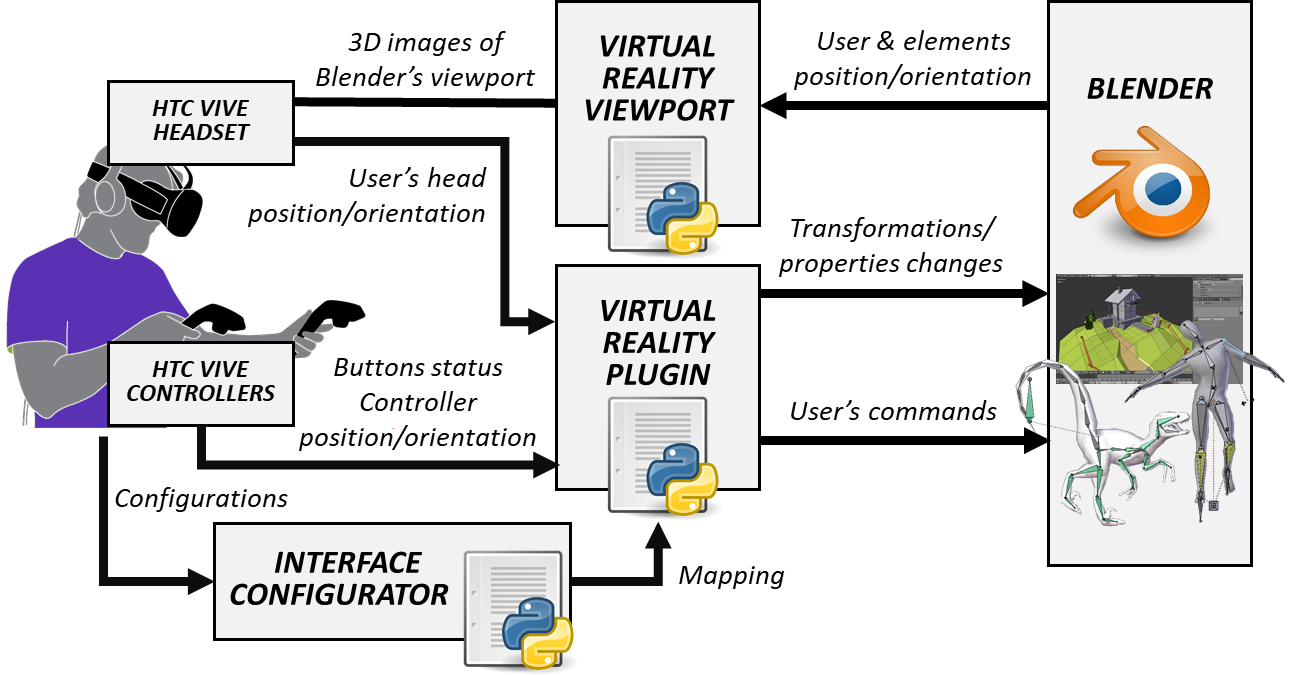 3D images of
Blender's viewport
VIRTUAL
REALITY
VIEWPORT
User & elements
position/orientation
BLENDER
HTC VIVE
HEADSET
User's head
position/orientation
Transformations/
properties changes
VIRTUAL
REALITY
PLUGIN
HTC VIVE
CONTROLLERS
Buttons status
Controller
position/orientation
User's commands
Configurations
INTERFACE
CONFIGURATOR
Mapping